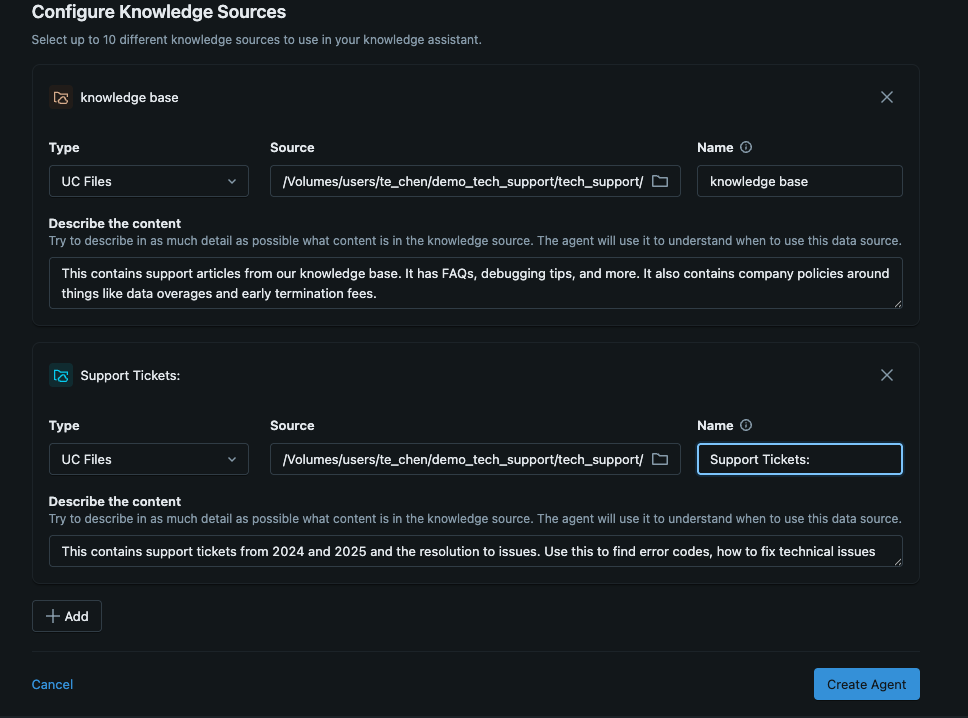 Configure Knowledge Sources
Select up to 10 different knowledge sources to use in your knowledge assistant.
knowledge base
Type
Source
Name
UC Files
/Volumes/users/te_chen/demo_tech_support/tech_support/
knowledge base
Describe the content
Try to describe in as much detail as possible what content is in the knowledge source. The agent will use it to understand when to use this data source.
This contains support articles from our knowledge base. It has FAQs, debugging tips, and more. It also contains company policies around
things like data overages and early termination fees.
Support Tickets:
Type
Source
Name
UC Files
/Volumes/users/te_chen/demo_tech_support/tech_support/
Support Tickets:
Describe the content
Try to describe in as much detail as possible what content is in the knowledge source. The agent will use it to understand when to use this data source.
This contains support tickets from 2024 and 2025 and the resolution to issues. Use this to find error codes, how to fix technical issues
Add
Cancel
Create Agent